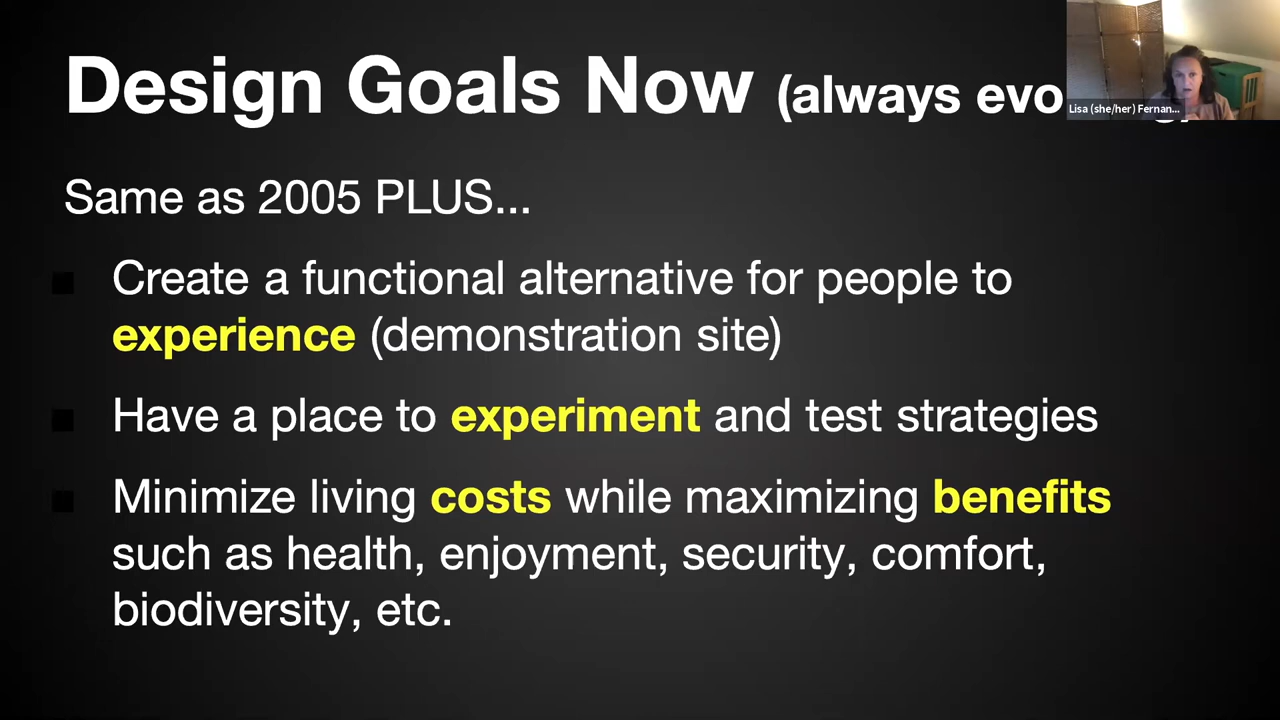 Design Goals Now (always evo
Lisa (she/her) Fernan...
Same as 2005 PLUS...
Create a functional alternative for people to
experience (demonstration site)
Have a place to experiment and test strategies
Minimize living costs while maximizing benefits
such as health, enjoyment, security, comfort,
biodiversity, etc.